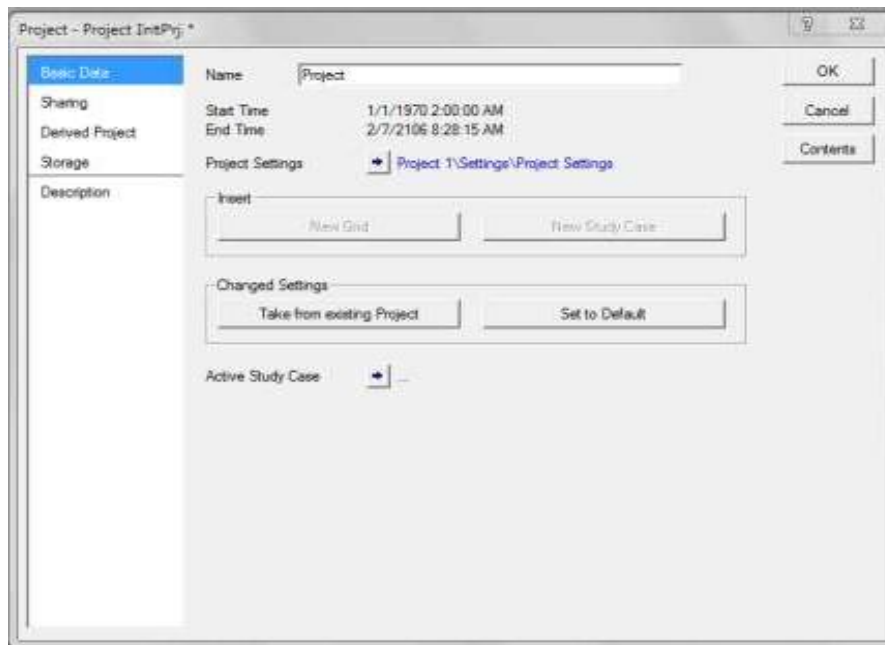 Project - Project InitPrj *
Basic Data
Sharing
Derived Project
Storage
Description
Name Project
Start Time 1/1/1970 2:00:00 AM
End Time 2/7/2106 8:28:15 AM
Project Settings Project 1\Settings\Project Settings
Insert
New Grid New Study Case
Changed Settings
Take from existing Project Set to Default
Active Study Case ...
OK
Cancel
Contents